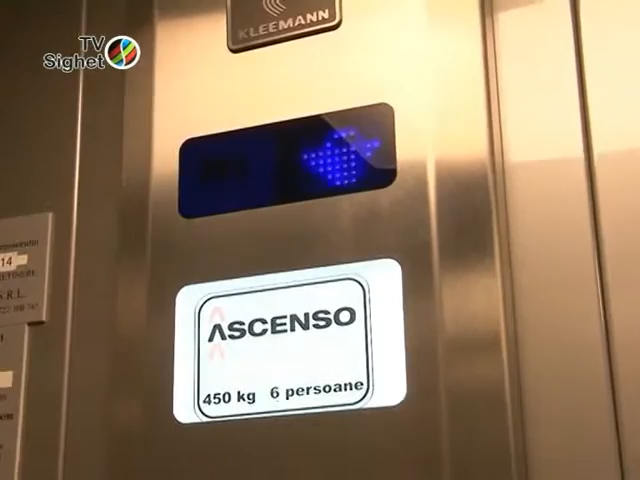 TV
Sighet
KLEEMANN
14
S.R.L.
ASCENSO
450 kg 6 persoane